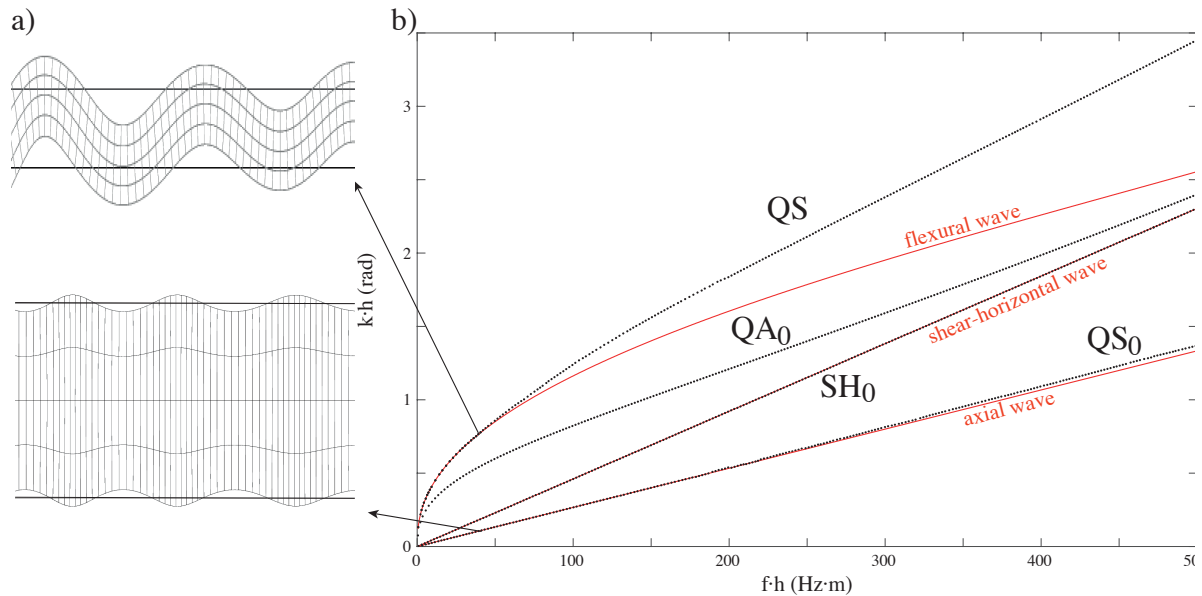 a)
b)
3
2
1
0
k·h (rad)
QS
flexural wave
QA0
shear-horizontal wave
SH0
QS0
axial wave
0
100
200
300
400
50
f·h (Hz·m)